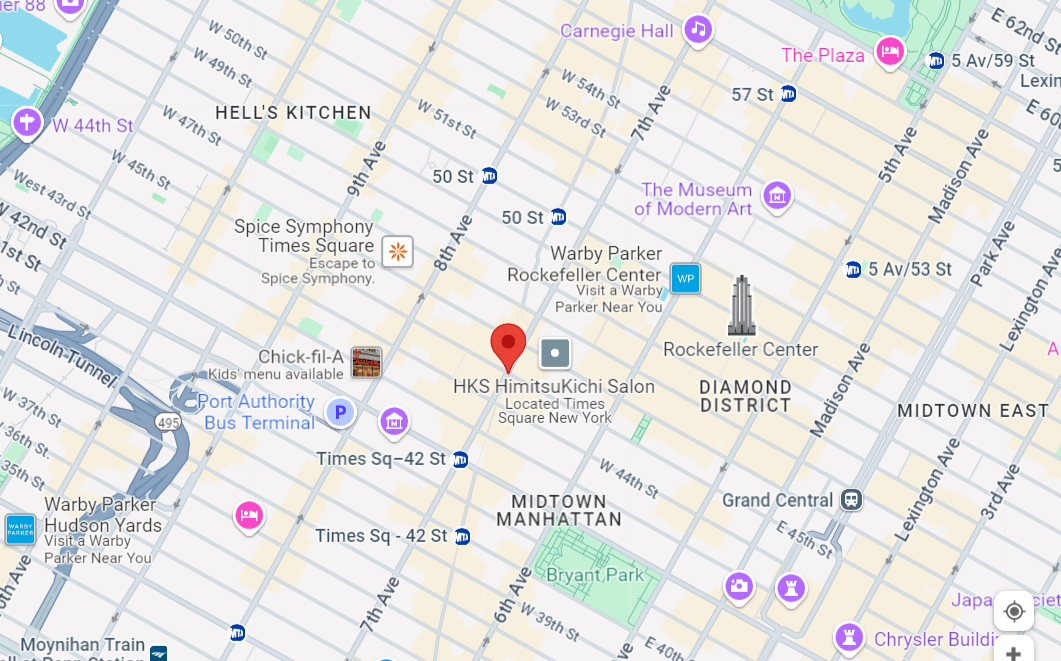 ier 88
Carnegie Hall
The Plaza
E 62nd St
5 Av/59 St
Lexin
E 60
W 50th St
W 49th St
W 54th St
57 St
W 44th St
HELL'S KITCHEN
W 47th St
W 51st St
W 53rd St
7th Ave
5th Ave
Madison Ave
W 45th St
9th Ave
50 St
West 43rd St
The Museum
of Modern Art
W 42nd St
50 St
Spice Symphony
Times Square
Escape to
Spice Symphony.
8th Ave
Park Ave
1st St
Warby Parker
Rockefeller Center
Visit a Warby
Parker Near You
WP
5 Av/53 St
Lexington Ave
Lincoln Tunnel
Chick-fil-A
Kids' menu available
Rockefeller Center
HKS HimitsuKichi Salon
Located Times
Square New York
DIAMOND
DISTRICT
Madison Ave
MIDTOWN EAST
Port Authority
Bus Terminal
P
495
36th St.
35th St
Times Sq–42 St
W 44th St
Lexington Ave
3rd Ave
Warby Parker
Hudson Yards
Visit a Warby
Parker Near You
WARBY
PARKER
MIDTOWN
MANHATTAN
Grand Central
Times Sq - 42 St
E 45th St
Bryant Park
7th Ave
6th Ave
W 39th St
E 40th
Japa
ciet
Chrysler Buildi
Moynihan Train